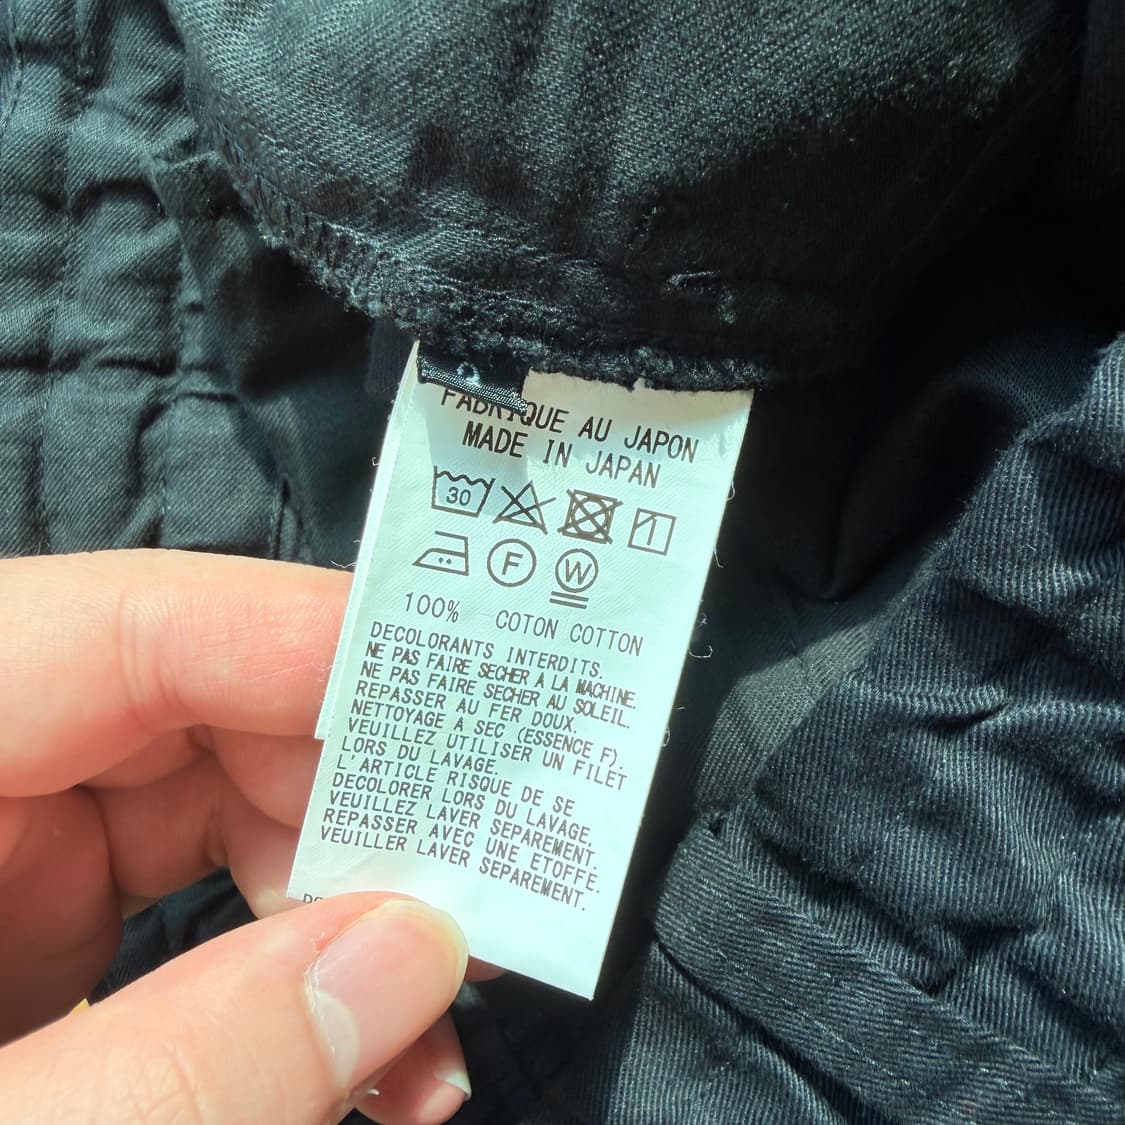 FABRIQUE AU JAPON
MADE IN JAPAN
30
F
W
100% COTON COTTON
DECOLORANTS INTERDITS.
NE PAS FAIRE SECHER A LA MACHINE.
NE PAS FAIRE SECHER AU SOLEIL.
REPASSER AU FER DOUX.
NETTOYAGE A SEC (ESSENCE F).
VEUILLEZ UTILISER UN FILET
LORS DU LAVAGE.
L'ARTICLE RISQUE DE SE
DECOLORER LORS DU LAVAGE.
VEUILLEZ LAVER SEPAREMENT.
REPASSER AVEC UNE ETOFFE.
VEUILLER LAVER SEPAREMENT.